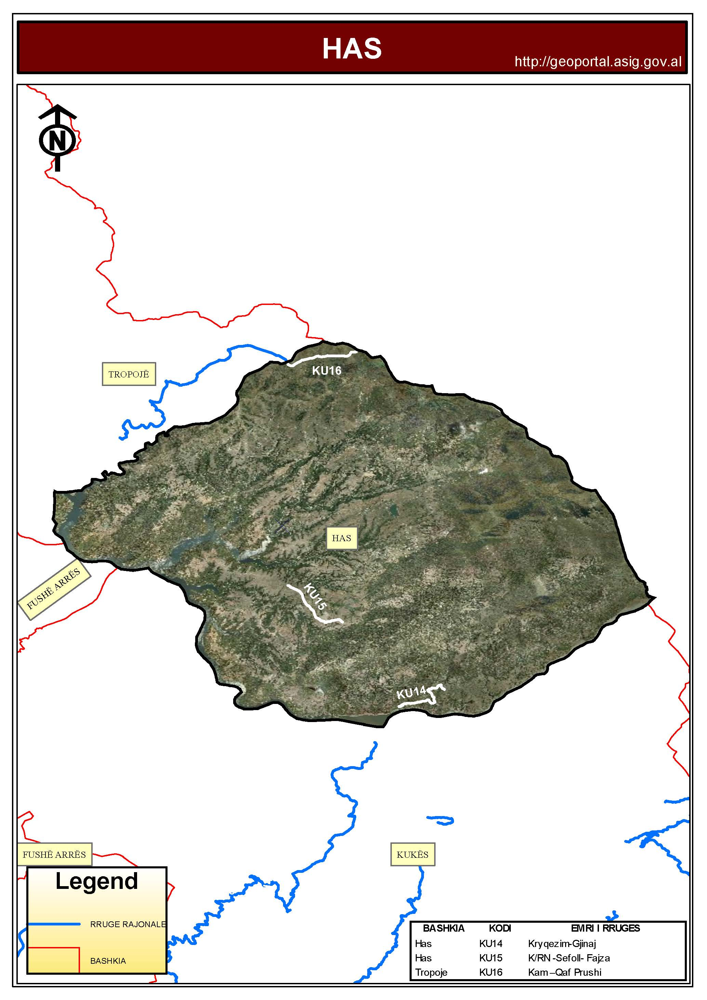 HAS
http://geoportal.asig.gov.al
N
TROPOJË
KU16
HAS
FUSHË ARRËS
KU15
KU14
FUSHË ARRËS
KUKËS
Legend
RRUGE RAJONALE
BASHKIA
BASHKIA KODI EMRI I RRUGES
Has KU14 Kryqezim-Gjinaj
Has KU15 K/RN -Sefoll- Fajza
Tropoje KU16 Kam –Qaf Prushi